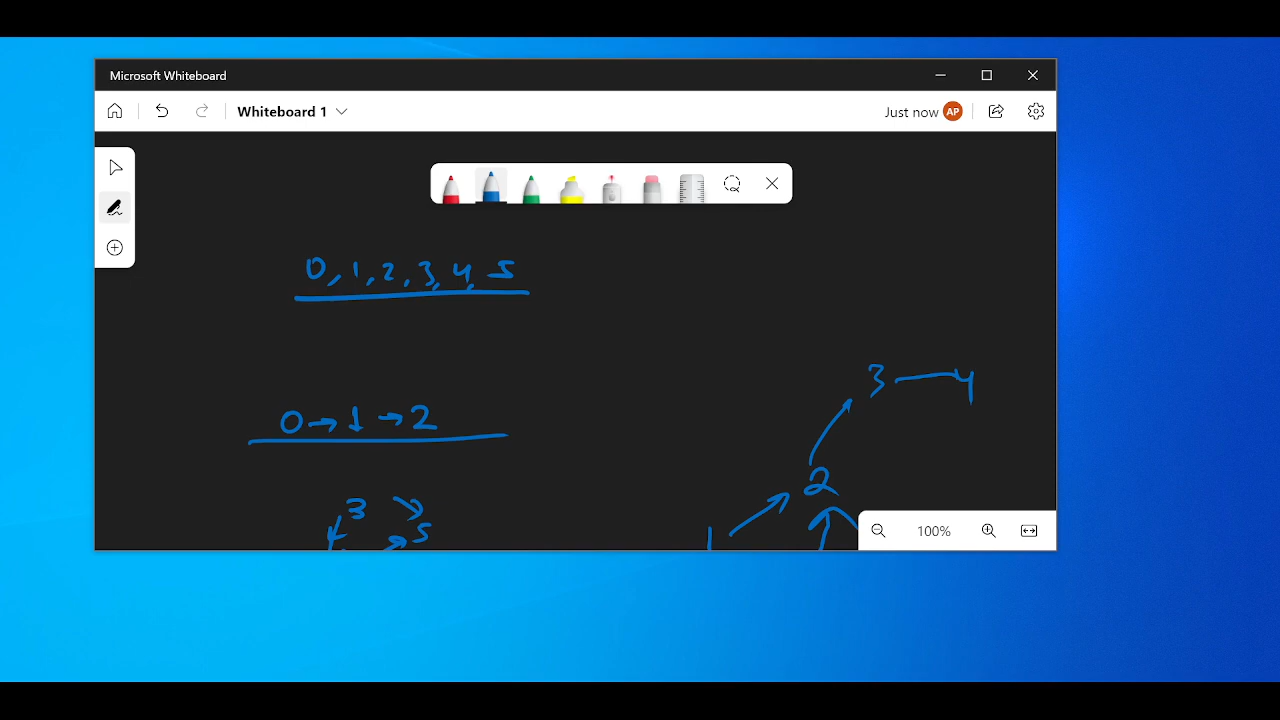 Microsoft Whiteboard
Whiteboard 1
Just now AP
0, 1, 2, 3, 4, 5
3 — 4
0 → 1 → 2
2
3
5
1
100%